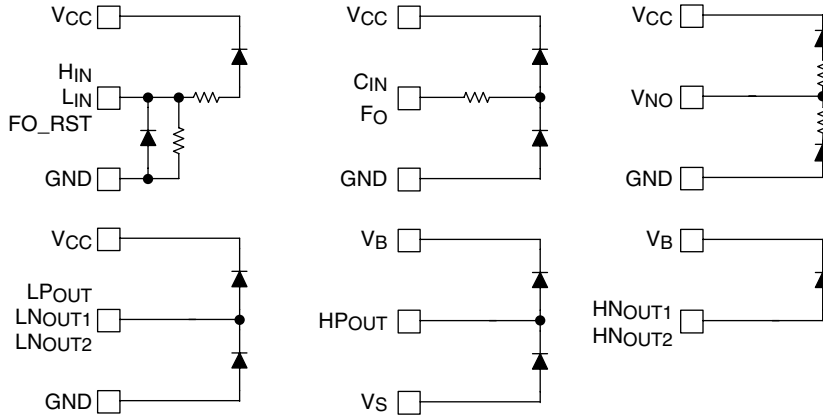 VCC
HIN
LIN
FO_RST
GND
VCC
CIN
FO
GND
VCC
VNO
GND
VCC
LPOUT
LNOUT1
LNOUT2
GND
VB
HPOUT
VS
VB
HNOUT1
HNOUT2